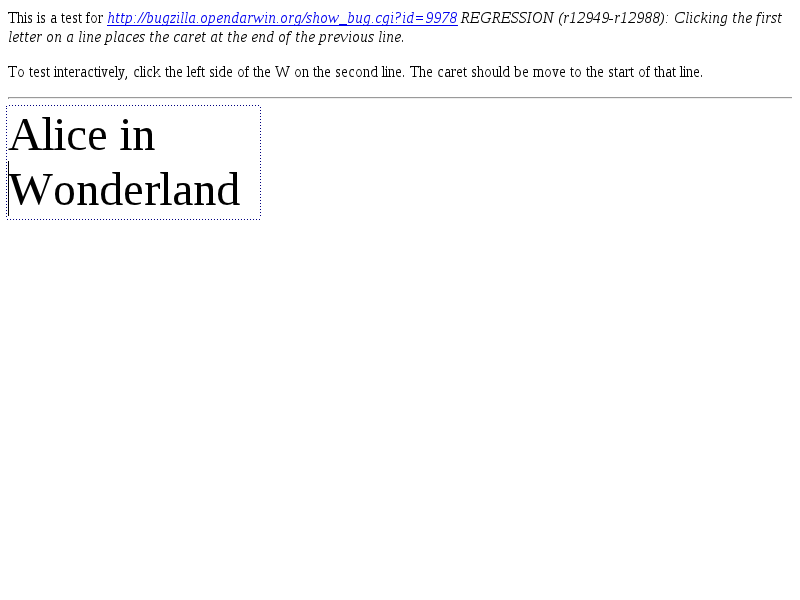 This is a test for http://bugzilla.opendarwin.org/show_bug.cgi?id=9978 REGRESSION (r12949-r12988): Clicking the first
letter on a line places the caret at the end of the previous line.
To test interactively, click the left side of the W on the second line. The caret should be move to the start of that line.
Alice in
Wonderland